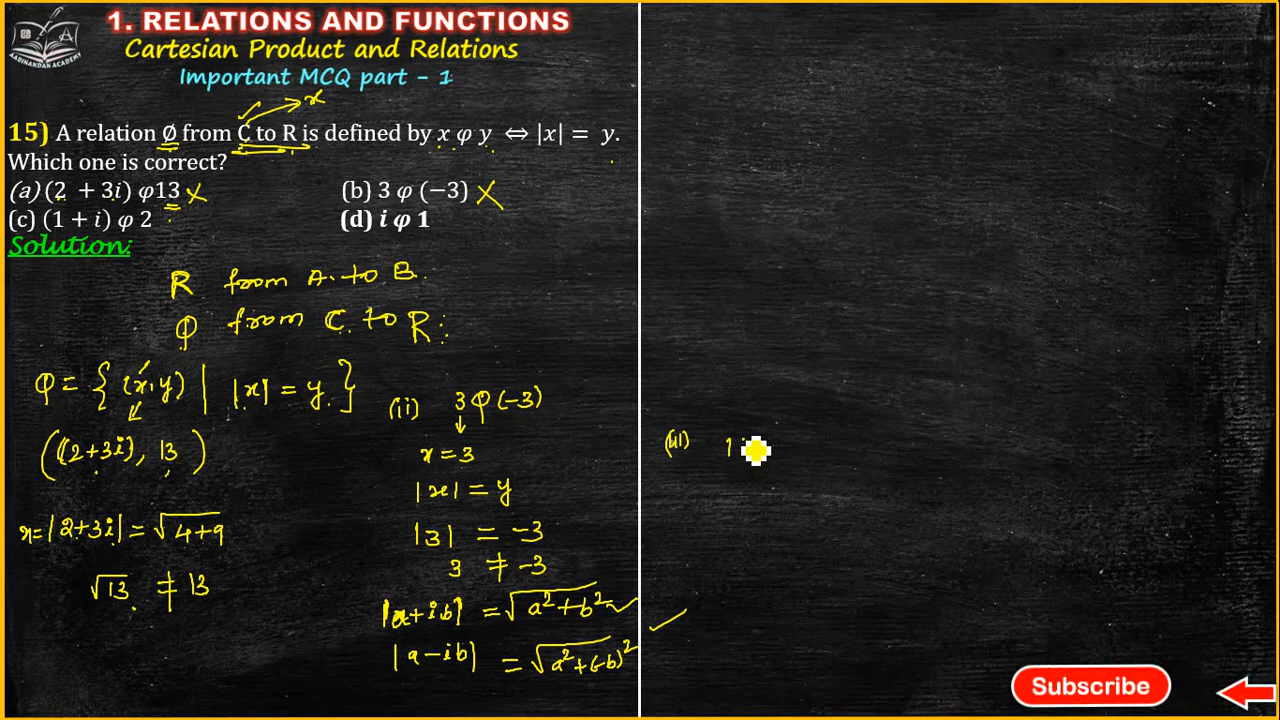 1. RELATIONS AND FUNCTIONS
Cartesian Product and Relations
Important MCQ part - 1
AADINANDAN ACADEMY
x
15) A relation Ø from C to R is defined by x φ y ⇔ |x| = y.
Which one is correct?
(a) (2 + 3i) φ13 ×
(b) 3 φ (−3) ×
(c) (1 + i) φ 2
(d) i φ 1
Solution:
R from A to B.
φ from C to R:
φ = { (x, y) | |x| = y }
((2+3i), 13)
x = |2+3i| = √4+9
√13 ≠ 13
(ii) 3 φ (-3)
x = 3
|x| = y
|3| = -3
3 ≠ -3
|a+ib| = √a²+b² ✓
|a-ib| = √a²+(-b)² ✓
(iii) 1
Subscribe